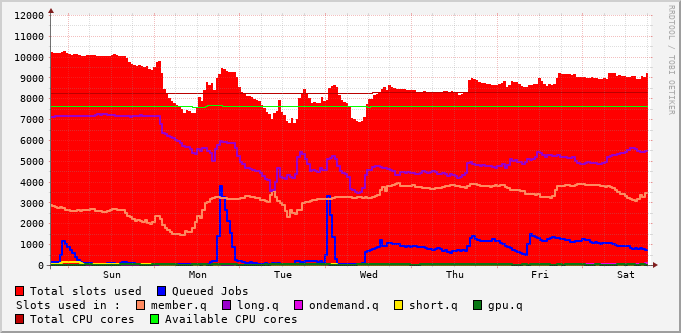 RRDTOOL / TOBI OETIKER
12000
11000
10000
9000
8000
7000
6000
5000
4000
3000
2000
1000
0
Sun Mon Tue Wed Thu Fri Sat
Total slots used Queued Jobs
Slots used in : member.q long.q ondemand.q short.q gpu.q
Total CPU cores Available CPU cores